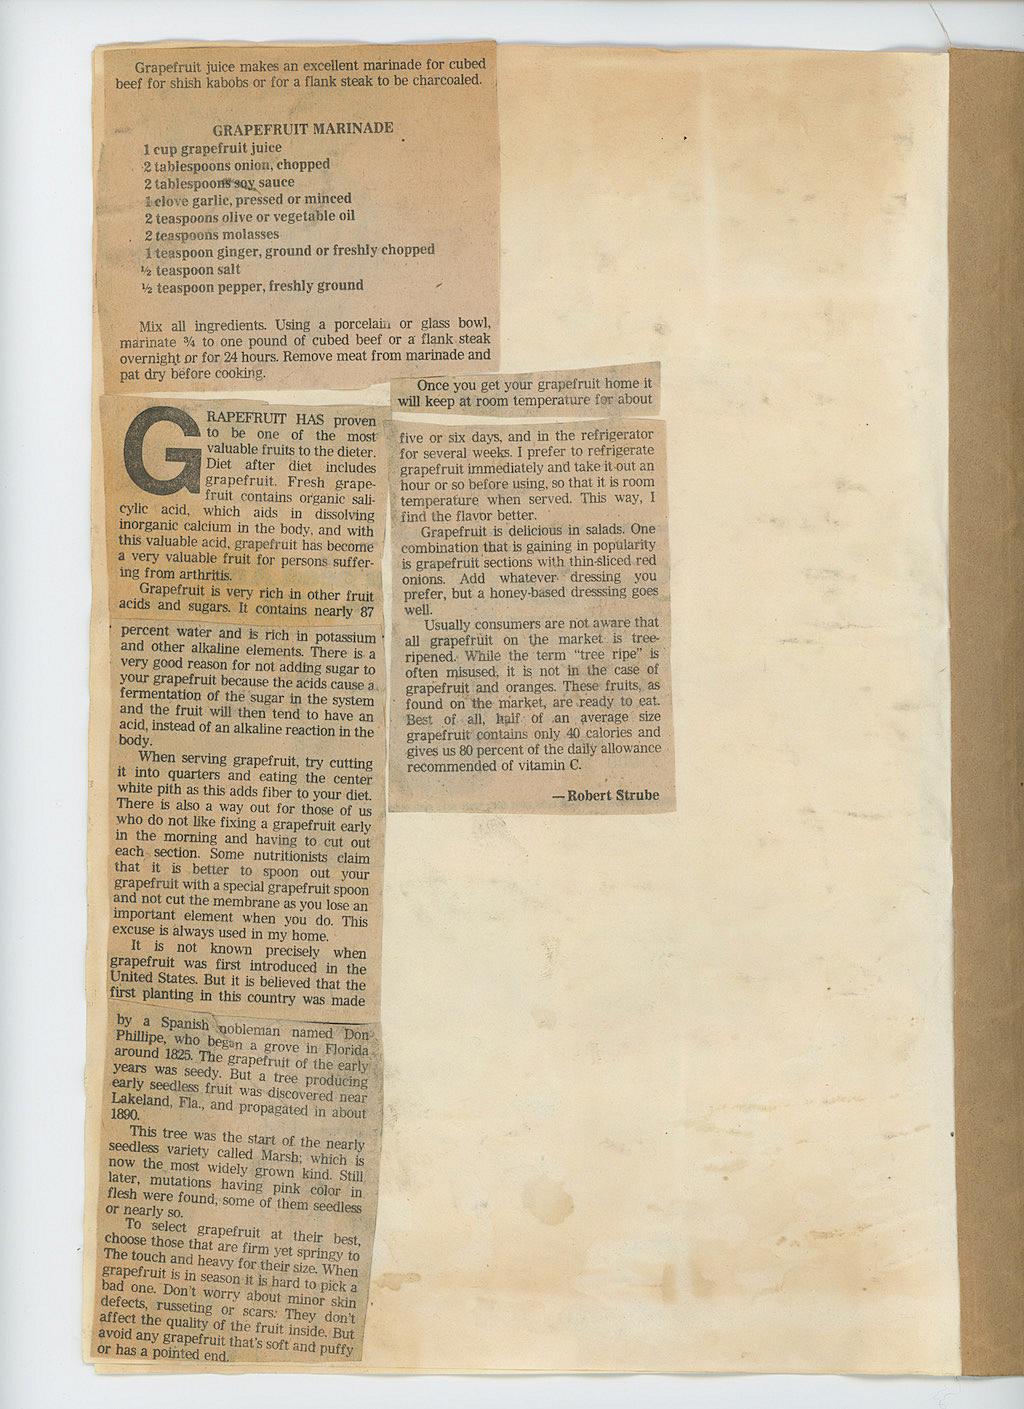 Grapefruit juice makes an excellent marinade for cubed
beef for shish kabobs or for a flank steak to be charcoaled.
GRAPEFRUIT MARINADE
1 cup grapefruit juice
2 tablespoons onion, chopped
2 tablespoons soy sauce
1 clove garlic, pressed or minced
2 teaspoons olive or vegetable oil
2 teaspoons molasses
1 teaspoon ginger, ground or freshly chopped
½ teaspoon salt
½ teaspoon pepper, freshly ground
Mix all ingredients. Using a porcelain or glass bowl,
marinate ¾ to one pound of cubed beef or a flank steak
overnight or for 24 hours. Remove meat from marinade and
pat dry before cooking.
GRAPEFRUIT HAS proven
to be one of the most
valuable fruits to the dieter.
Diet after diet includes
grapefruit. Fresh grape-
fruit contains organic sali-
cylic acid, which aids in dissolving
inorganic calcium in the body, and with
this valuable acid, grapefruit has become
a very valuable fruit for persons suffer-
ing from arthritis.
Grapefruit is very rich in other fruit
acids and sugars. It contains nearly 87
percent water and is rich in potassium
and other alkaline elements. There is a
very good reason for not adding sugar to
your grapefruit because the acids cause a
fermentation of the sugar in the system
and the fruit will then tend to have an
acid, instead of an alkaline reaction in the
body.
When serving grapefruit, try cutting
it into quarters and eating the center
white pith as this adds fiber to your diet.
There is also a way out for those of us
who do not like fixing a grapefruit early
in the morning and having to cut out
each section. Some nutritionists claim
that it is better to spoon out your
grapefruit with a special grapefruit spoon
and not cut the membrane as you lose an
important element when you do. This
excuse is always used in my home.
It is not known precisely when
grapefruit was first introduced in the
United States. But it is believed that the
first planting in this country was made
by a Spanish nobleman named Don
Phillipe, who began a grove in Florida
around 1825. The grapefruit of the early
years was seedy. But a tree producing
early seedless fruit was discovered near
Lakeland, Fla., and propagated in about
1890.
This tree was the start of the nearly
seedless variety called Marsh; which is
now the most widely grown kind. Still
later, mutations having pink color in
flesh were found, some of them seedless
or nearly so.
To select grapefruit at their best,
choose those that are firm yet springy to
The touch and heavy for their size. When
grapefruit is in season it is hard to pick a
bad one. Don't worry about minor skin
defects, russeting or scars. They don't
affect the quality of the fruit inside. But
avoid any grapefruit that's soft and puffy
or has a pointed end.
Once you get your grapefruit home it
will keep at room temperature for about
five or six days, and in the refrigerator
for several weeks. I prefer to refrigerate
grapefruit immediately and take it out an
hour or so before using, so that it is room
temperature when served. This way, I
find the flavor better.
Grapefruit is delicious in salads. One
combination that is gaining in popularity
is grapefruit sections with thin-sliced red
onions. Add whatever dressing you
prefer, but a honey-based dresssing goes
well.
Usually consumers are not aware that
all grapefruit on the market is tree-
ripened. While the term "tree ripe" is
often misused, it is not in the case of
grapefruit and oranges. These fruits, as
found on the market, are ready to eat.
Best of all, half of an average size
grapefruit contains only 40 calories and
gives us 80 percent of the daily allowance
recommended of vitamin C.
—Robert Strube